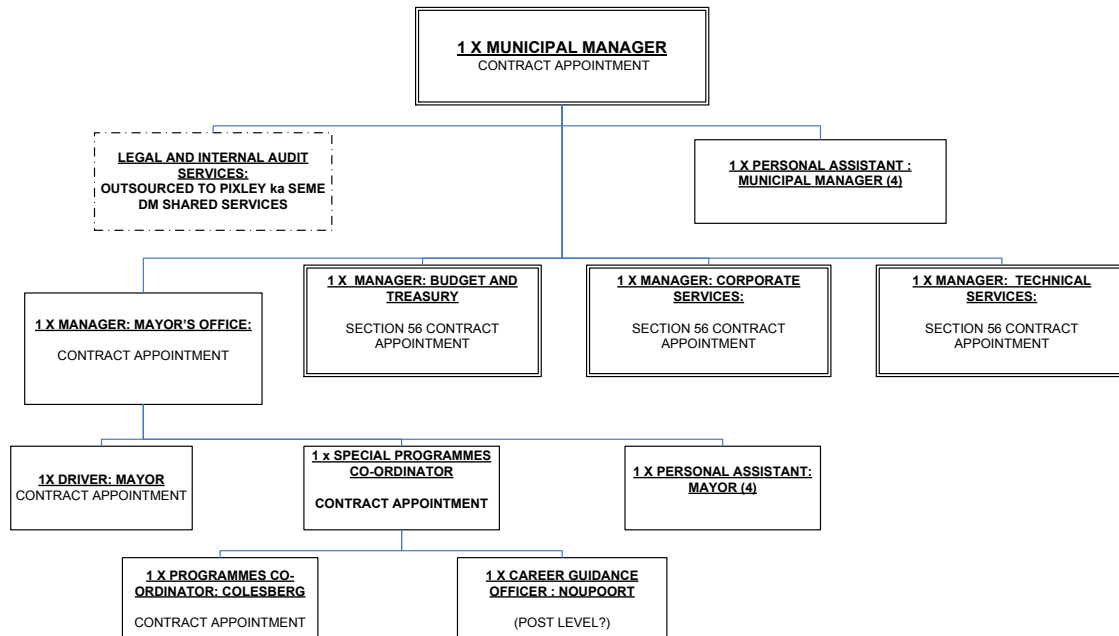 1 X MUNICIPAL MANAGER
CONTRACT APPOINTMENT
LEGAL AND INTERNAL AUDIT
SERVICES:
OUTSOURCED TO PIXLEY ka SEME
DM SHARED SERVICES
1 X PERSONAL ASSISTANT :
MUNICIPAL MANAGER (4)
1 X MANAGER: MAYOR'S OFFICE:
CONTRACT APPOINTMENT
1 X  MANAGER: BUDGET AND
TREASURY
SECTION 56 CONTRACT
APPOINTMENT
1 X MANAGER: CORPORATE
SERVICES:
SECTION 56 CONTRACT
APPOINTMENT
1 X MANAGER:  TECHNICAL
SERVICES:
SECTION 56 CONTRACT
APPOINTMENT
1X DRIVER: MAYOR
CONTRACT APPOINTMENT
1 x SPECIAL PROGRAMMES
CO-ORDINATOR
CONTRACT APPOINTMENT
1 X PERSONAL ASSISTANT:
MAYOR (4)
1 X PROGRAMMES CO-
ORDINATOR: COLESBERG
CONTRACT APPOINTMENT
1 X CAREER GUIDANCE
OFFICER : NOUPOORT
(POST LEVEL?)